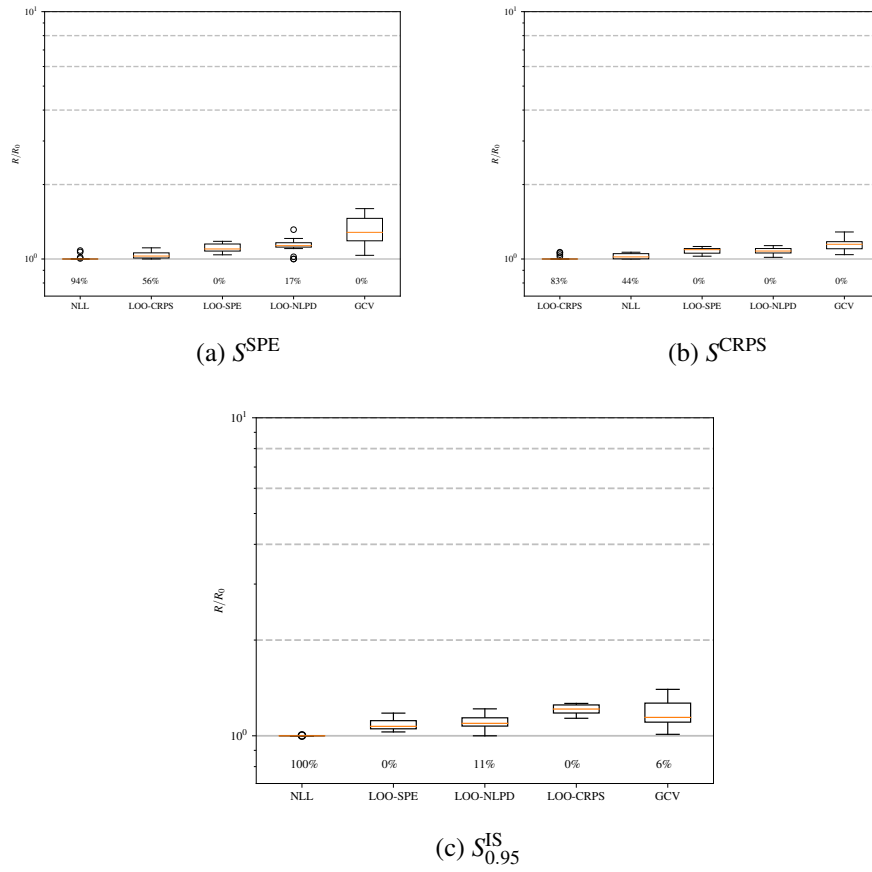 10¹
R/R₀
10⁰
94% 56% 0% 17% 0%
NLL LOO-CRPS LOO-SPE LOO-NLPD GCV
(a) S^SPE
10¹
R/R₀
10⁰
83% 44% 0% 0% 0%
LOO-CRPS NLL LOO-SPE LOO-NLPD GCV
(b) S^CRPS
10¹
R/R₀
10⁰
100% 0% 11% 0% 6%
NLL LOO-SPE LOO-NLPD LOO-CRPS GCV
(c) S^IS_0.95